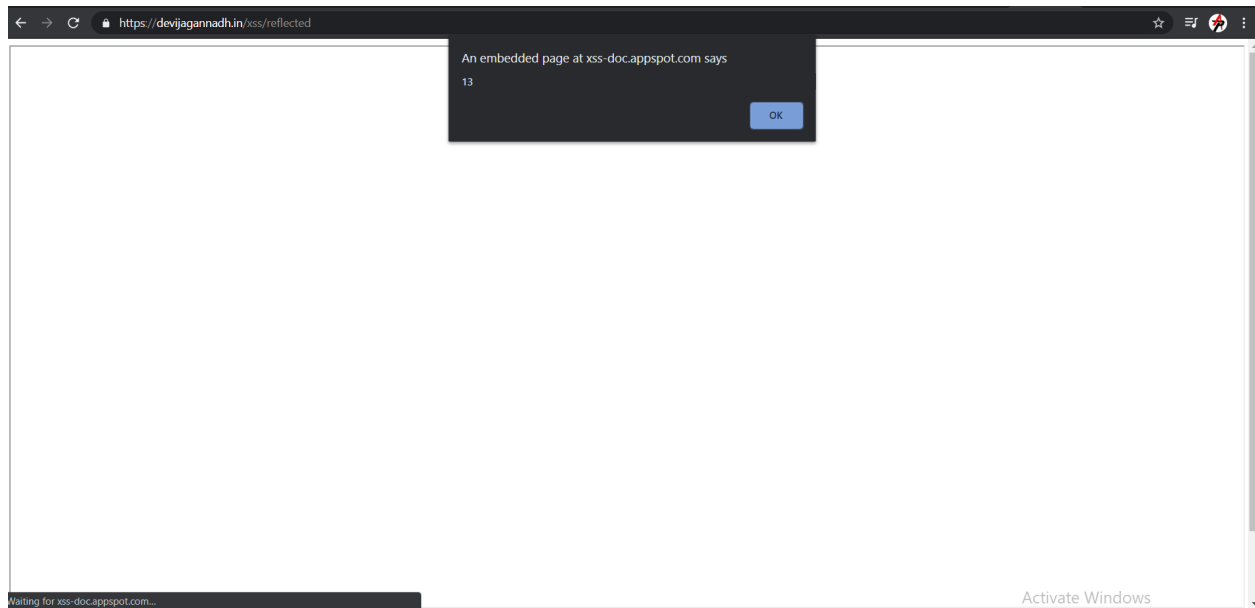 https://devijagannadh.in/xss/reflected
An embedded page at xss-doc.appspot.com says
13
OK
Waiting for xss-doc.appspot.com...
Activate Windows